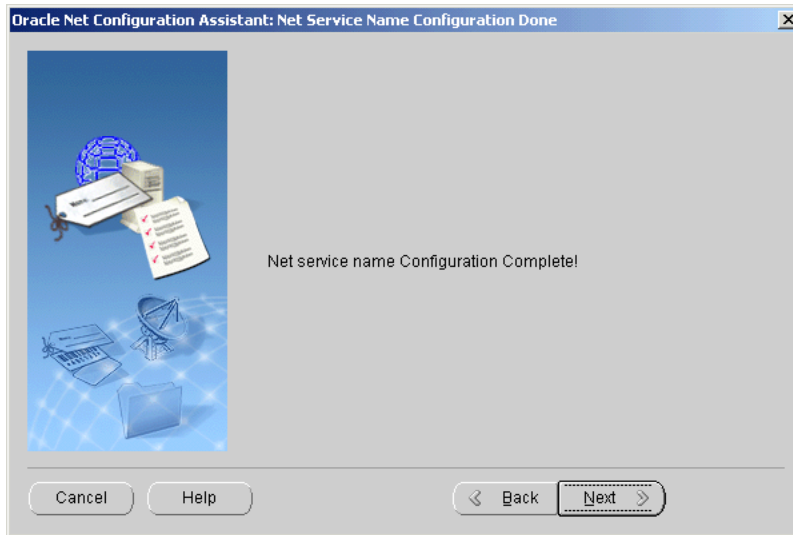 Oracle Net Configuration Assistant: Net Service Name Configuration Done
Net service name Configuration Complete!
Cancel
Help
Back
Next